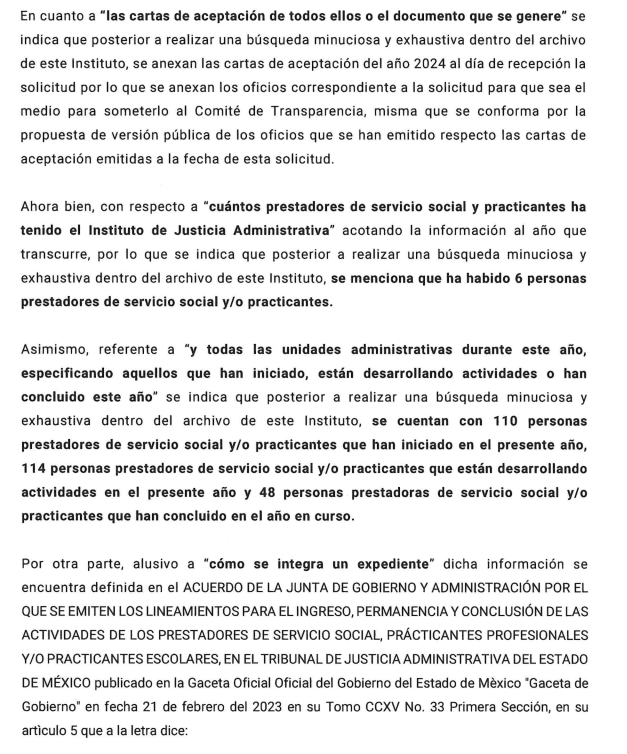 En cuanto a “las cartas de aceptación de todos ellos o el documento que se genere” se
indica que posterior a realizar una búsqueda minuciosa y exhaustiva dentro del archivo
de este Instituto, se anexan las cartas de aceptación del año 2024 al día de recepción la
solicitud por lo que se anexan los oficios correspondiente a la solicitud para que sea el
medio para someterlo al Comité de Transparencia, misma que se conforma por la
propuesta de versión pública de los oficios que se han emitido respecto las cartas de
aceptación emitidas a la fecha de esta solicitud.
Ahora bien, con respecto a “cuántos prestadores de servicio social y practicantes ha
tenido el Instituto de Justicia Administrativa” acotando la información al año que
transcurre, por lo que se indica que posterior a realizar una búsqueda minuciosa y
exhaustiva dentro del archivo de este Instituto, se menciona que ha habido 6 personas
prestadores de servicio social y/o practicantes.
Asimismo, referente a “y todas las unidades administrativas durante este año,
especificando aquellos que han iniciado, están desarrollando actividades o han
concluido este año” se indica que posterior a realizar una búsqueda minuciosa y
exhaustiva dentro del archivo de este Instituto, se cuentan con 110 personas
prestadores de servicio social y/o practicantes que han iniciado en el presente año,
114 personas prestadores de servicio social y/o practicantes que están desarrollando
actividades en el presente año y 48 personas prestadoras de servicio social y/o
practicantes que han concluido en el año en curso.
Por otra parte, alusivo a “cómo se integra un expediente” dicha información se
encuentra definida en el ACUERDO DE LA JUNTA DE GOBIERNO Y ADMINISTRACIÓN POR EL
QUE SE EMITEN LOS LINEAMIENTOS PARA EL INGRESO, PERMANENCIA Y CONCLUSIÓN DE LAS
ACTIVIDADES DE LOS PRESTADORES DE SERVICIO SOCIAL, PRÁCTICANTES PROFESIONALES
Y/O PRACTICANTES ESCOLARES, EN EL TRIBUNAL DE JUSTICIA ADMINISTRATIVA DEL ESTADO
DE MÉXICO publicado en la Gaceta Oficial Oficial del Gobierno del Estado de Mèxico "Gaceta de
Gobierno" en fecha 21 de febrero del 2023 en su Tomo CCXV No. 33 Primera Sección, en su
artìculo 5 que a la letra dice: